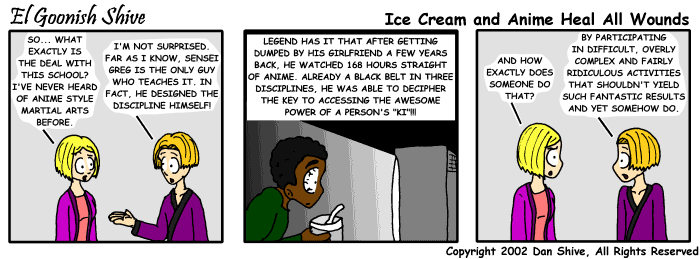 El Goonish Shive
Ice Cream and Anime Heal All Wounds
SO... WHAT
EXACTLY IS
THE DEAL WITH
THIS SCHOOL?
I'VE NEVER HEARD
OF ANIME STYLE
MARTIAL ARTS
BEFORE.
I'M NOT SURPRISED.
FAR AS I KNOW, SENSEI
GREG IS THE ONLY GUY
WHO TEACHES IT. IN
FACT, HE DESIGNED THE
DISCIPLINE HIMSELF!
LEGEND HAS IT THAT AFTER GETTING
DUMPED BY HIS GIRLFRIEND A FEW YEARS
BACK, HE WATCHED 168 HOURS STRAIGHT
OF ANIME. ALREADY A BLACK BELT IN THREE
DISCIPLINES, HE WAS ABLE TO DECIPHER
THE KEY TO ACCESSING THE AWESOME
POWER OF A PERSON'S "KI"!!!
AND HOW
EXACTLY DOES
SOMEONE DO
THAT?
BY PARTICIPATING
IN DIFFICULT, OVERLY
COMPLEX AND FAIRLY
RIDICULOUS ACTIVITIES
THAT SHOULDN'T YIELD
SUCH FANTASTIC RESULTS
AND YET SOMEHOW DO.
Copyright 2002 Dan Shive, All Rights Reserved